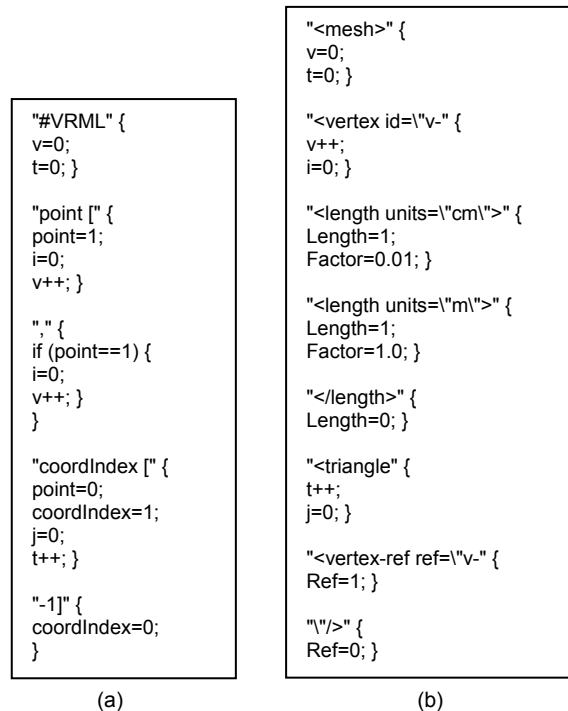 "#VRML" {
v=0;
t=0; }
"point [" {
point=1;
i=0;
v++; }
"," {
if (point==1) {
i=0;
v++; }
}
"coordIndex [" {
point=0;
coordIndex=1;
j=0;
t++; }
"-1]" {
coordIndex=0;
}
(a)
"<mesh>" {
v=0;
t=0; }
"<vertex id=\"v-" {
v++;
i=0; }
"<length units=\"cm\">" {
Length=1;
Factor=0.01; }
"<length units=\"m\">" {
Length=1;
Factor=1.0; }
"</length>" {
Length=0; }
"<triangle" {
t++;
j=0; }
"<vertex-ref ref=\"v-" {
Ref=1; }
"\"/>" {
Ref=0; }
(b)